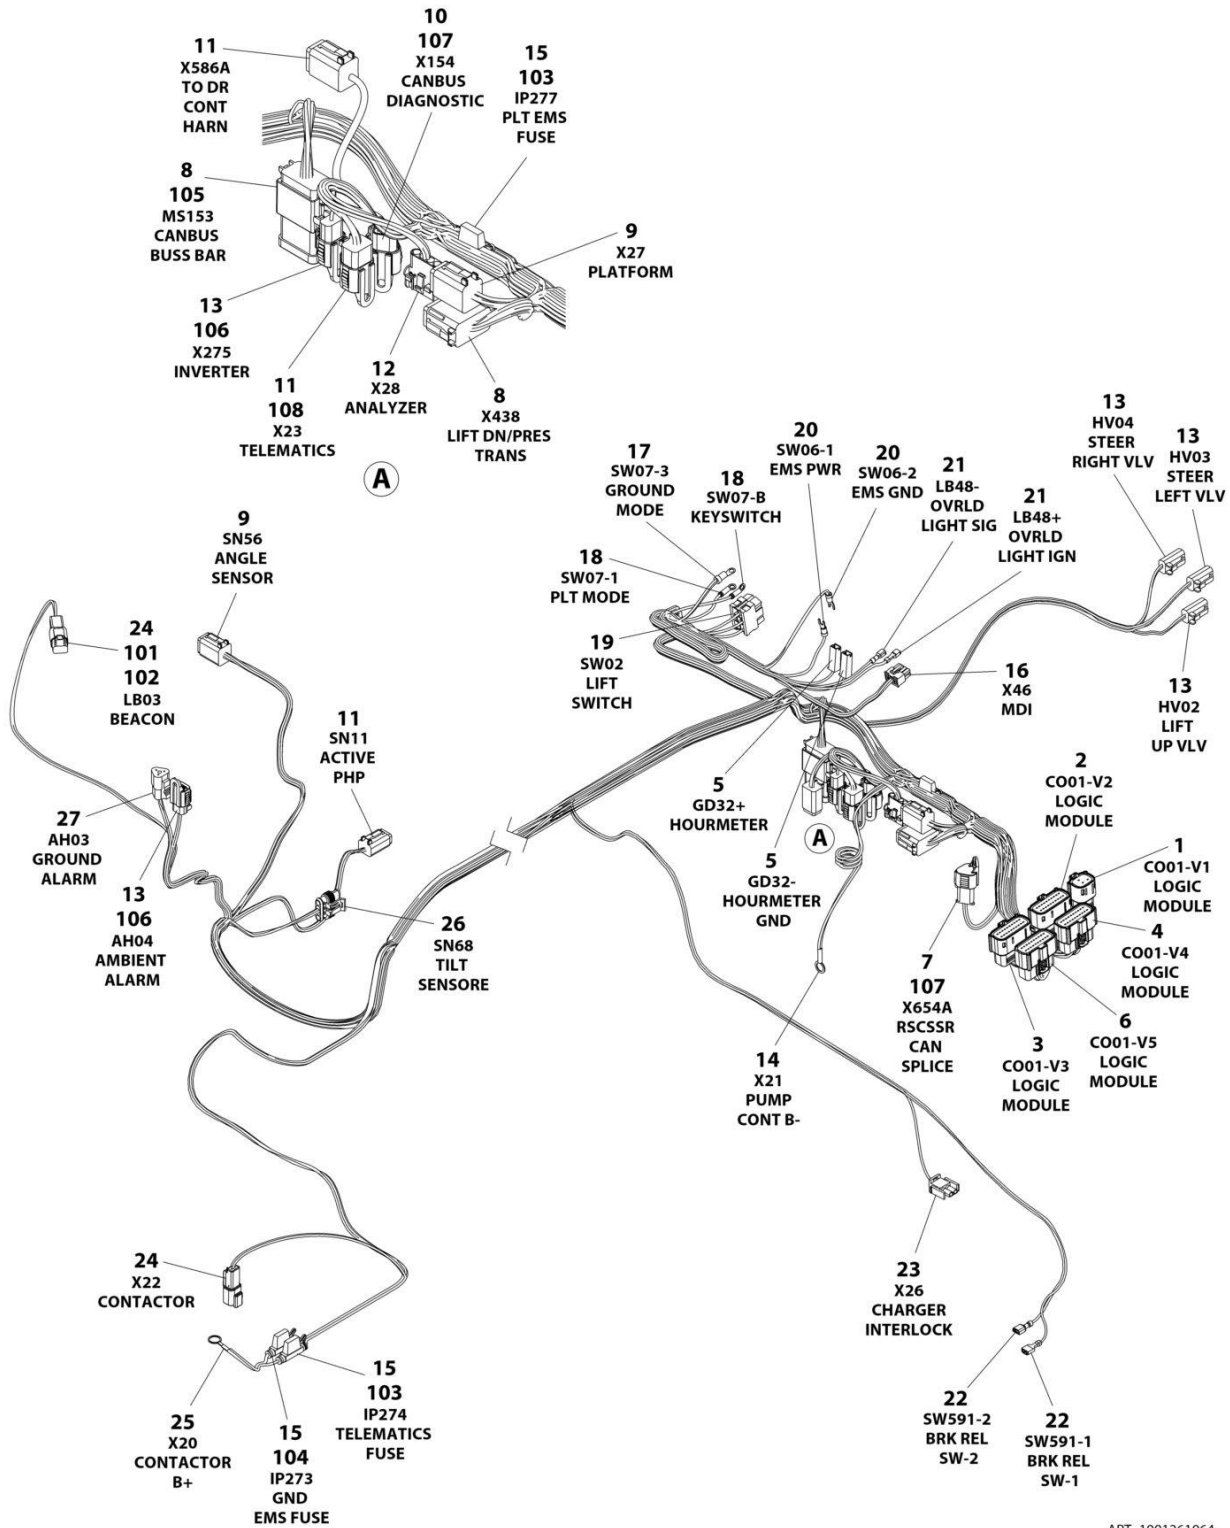 11
X586A
TO DR
CONT
HARN
10
107
X154
CANBUS
DIAGNOSTIC
15
103
IP277
PLT EMS
FUSE
8
105
MS153
CANBUS
BUSS BAR
9
X27
PLATFORM
13
106
X275
INVERTER
11
108
X23
TELEMATICS
12
X28
ANALYZER
8
X438
LIFT DN/PRES
TRANS
A
17
SW07-3
GROUND
MODE
18
SW07-B
KEYSWITCH
20
SW06-1
EMS PWR
20
SW06-2
EMS GND
21
LB48-
OVRLD
LIGHT SIG
21
LB48+
OVRLD
LIGHT IGN
13
HV04
STEER
RIGHT VLV
13
HV03
STEER
LEFT VLV
18
SW07-1
PLT MODE
19
SW02
LIFT
SWITCH
16
X46
MDI
13
HV02
LIFT
UP VLV
9
SN56
ANGLE
SENSOR
24
101
102
LB03
BEACON
11
SN11
ACTIVE
PHP
27
AH03
GROUND
ALARM
13
106
AH04
AMBIENT
ALARM
26
SN68
TILT
SENSORE
5
GD32+
HOURMETER
A
5
GD32-
HOURMETER
GND
2
CO01-V2
LOGIC
MODULE
1
CO01-V1
LOGIC
MODULE
4
CO01-V4
LOGIC
MODULE
6
CO01-V5
LOGIC
MODULE
3
CO01-V3
LOGIC
MODULE
7
107
X654A
RSCSSR
CAN
SPLICE
14
X21
PUMP
CONT B-
24
X22
CONTACTOR
23
X26
CHARGER
INTERLOCK
25
X20
CONTACTOR
B+
15
104
IP273
GND
EMS FUSE
15
103
IP274
TELEMATICS
FUSE
22
SW591-2
BRK REL
SW-2
22
SW591-1
BRK REL
SW-1